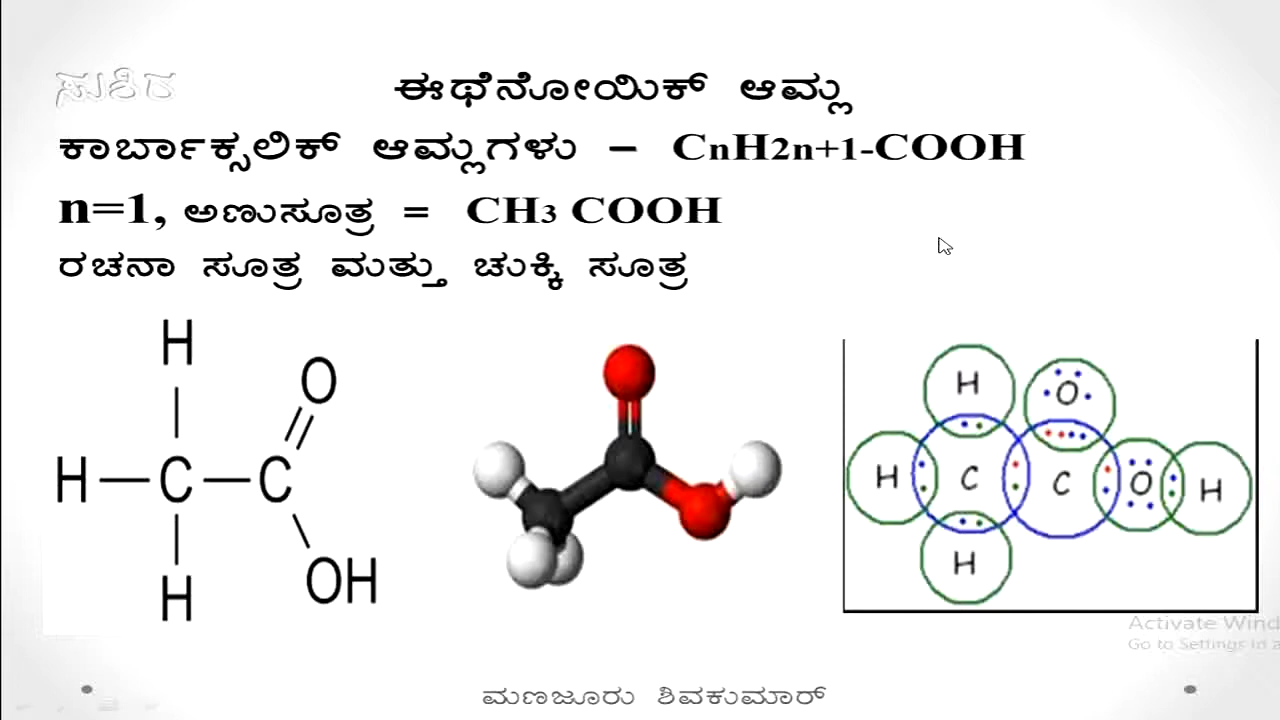 ಸುಶಿರ
ಈಥೆನೋಯಿಕ್ ಆಮ್ಲ
ಕಾರ್ಬಾಕ್ಸಲಿಕ್ ಆಮ್ಲಗಳು – CnH2n+1-COOH
n=1, ಅಣುಸೂತ್ರ = CH3 COOH
ರಚನಾ ಸೂತ್ರ ಮತ್ತು ಚುಕ್ಕಿ ಸೂತ್ರ
H
O
H C C
H
OH
H O
H C C O H
H
Activate Wind
Go to Settings
ಮಣಜೂರು ಶಿವಕುಮಾರ್